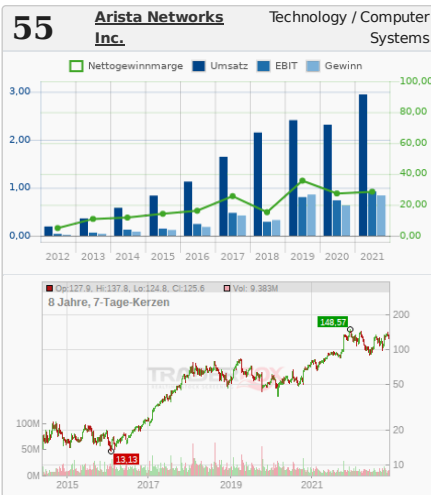 55
Arista Networks
Inc.
Technology / Computer
Systems
Nettogewinnmarge Umsatz EBIT Gewinn
100,00
3,00
80,00
2,00
60,00
40,00
1,00
20,00
0,00 0,00
2012 2013 2014 2015 2016 2017 2018 2019 2020 2021
Op:127.9, Hi:137.8, Lo:124.8, Cl:125.6 Vol: 9.383M
8 Jahre, 7-Tage-Kerzen
148,57
200
100
50
100M
20
50M
13,13
10
0M
2015 2017 2019 2021